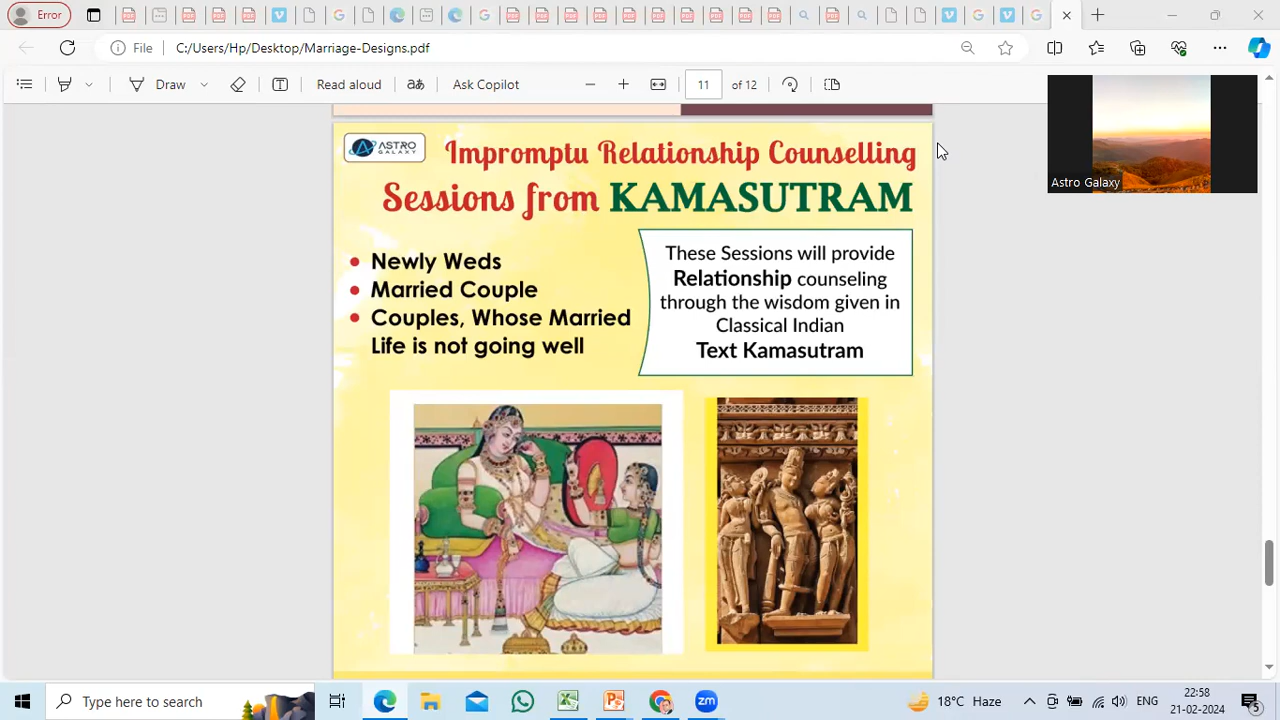 Error
File
C:/Users/Hp/Desktop/Marriage-Designs.pdf
Draw
Read aloud
Ask Copilot
11
of 12
ASTRO
GALAXY
Impromptu Relationship Counselling
Sessions from KAMASUTRAM
Newly Weds
Married Couple
Couples, Whose Married
Life is not going well
These Sessions will provide
Relationship counseling
through the wisdom given in
Classical Indian
Text Kamasutram
Astro Galaxy
Type here to search
18°C Haze
ENG
22:58
21-02-2024
5